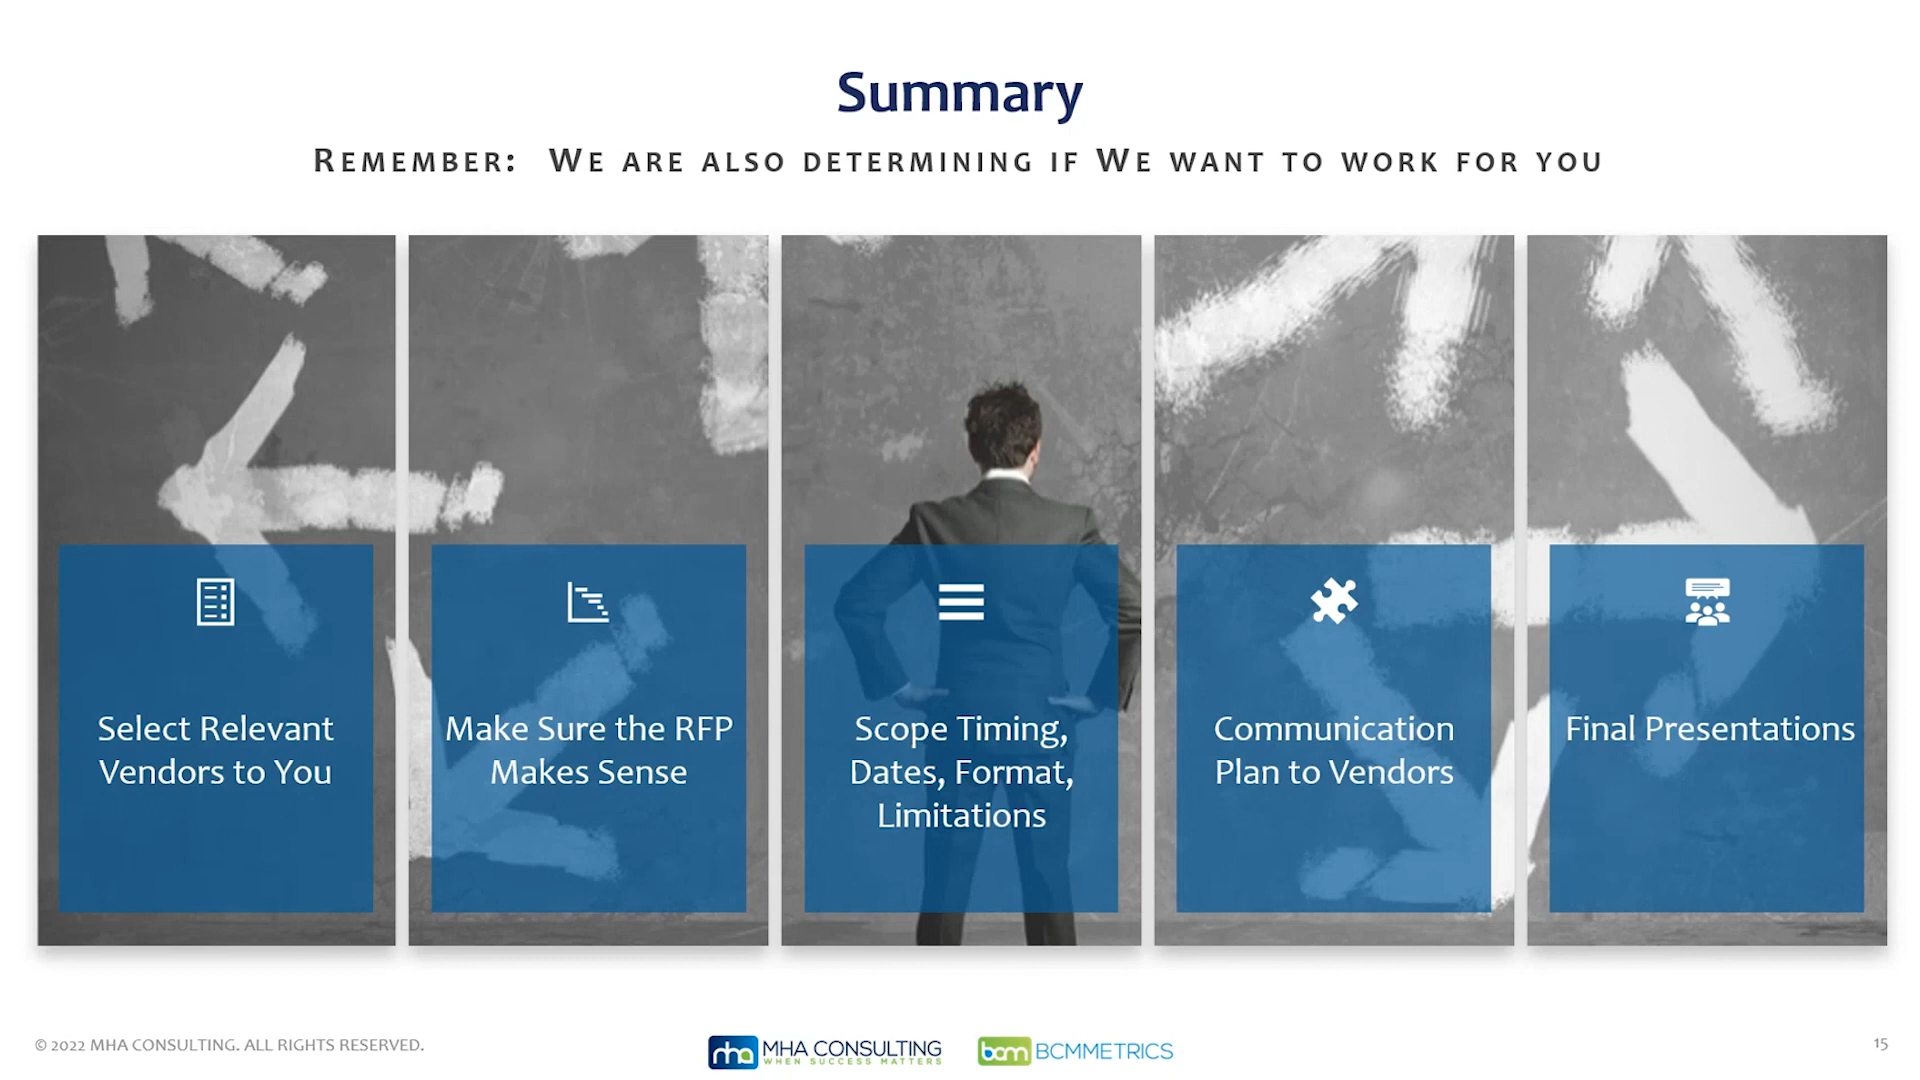 Summary
Remember: We are also determining if We want to work for you
Select Relevant
Vendors to You
Make Sure the RFP
Makes Sense
Scope Timing,
Dates, Format,
Limitations
Communication
Plan to Vendors
Final Presentations
© 2022 MHA CONSULTING. ALL RIGHTS RESERVED.
mha MHA CONSULTING
WHEN SUCCESS MATTERS
bcm BCMMETRICS
15